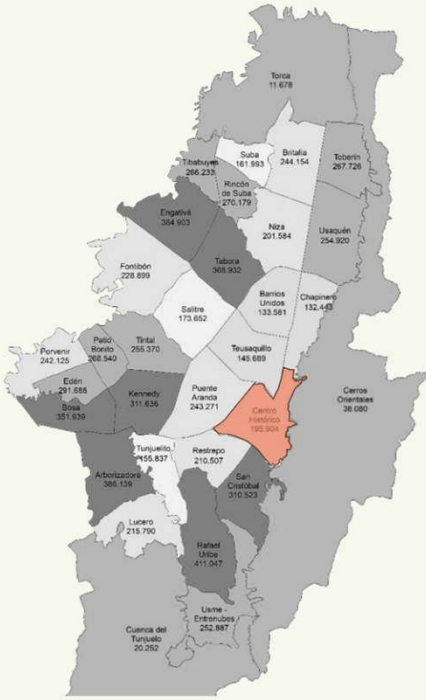 Torca
11.678
Suba
161.993
Britalia
244.154
Tibabuyes
266.233
Toberín
267.726
Rincón
de Suba
270.179
Engativá
364.903
Niza
201.584
Usaquén
254.920
Tabora
368.932
Fontibón
228.899
Salitre
173.652
Barrios
Unidos
133.581
Chapinero
132.443
Porvenir
242.125
Patio
Bonito
268.540
Tintal
255.370
Teusaquillo
145.689
Edén
291.686
Bosa
351.939
Kennedy
311.636
Puente
Aranda
243.271
Centro
Histórico
195.904
Cerros
Orientales
38.080
Tunjuelito
155.837
Restrepo
210.507
Arborizadora
386.139
San
Cristóbal
310.523
Lucero
215.790
Rafael
Uribe
411.047
Usme -
Entrenubes
252.887
Cuenca del
Tunjuelo
20.252